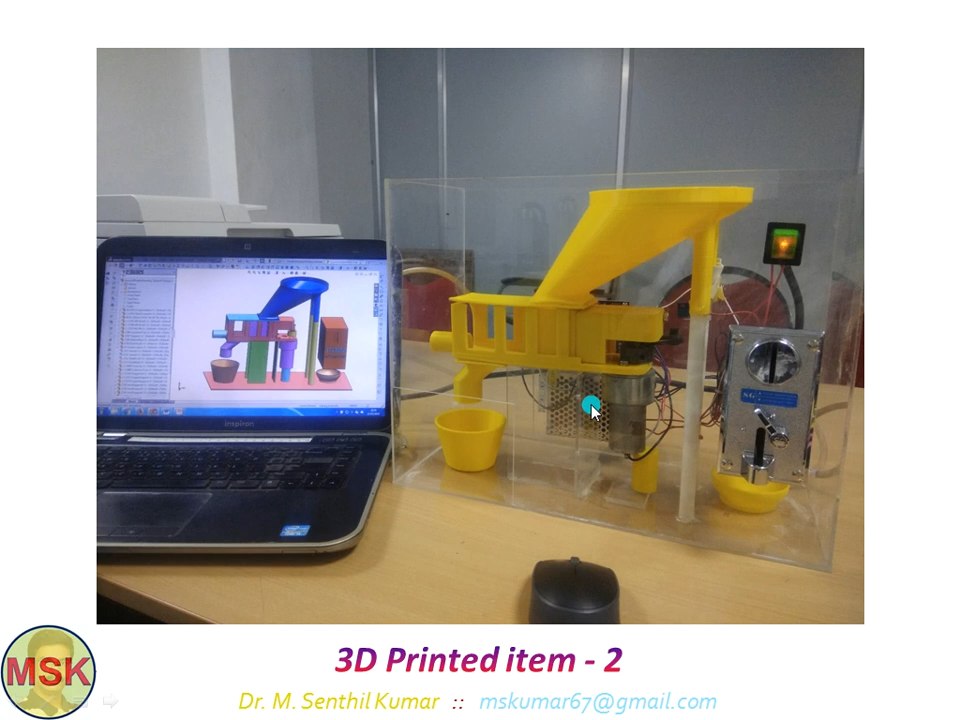 inspiron
MSK
3D Printed item - 2
Dr. M. Senthil Kumar :: mskumar67@gmail.com